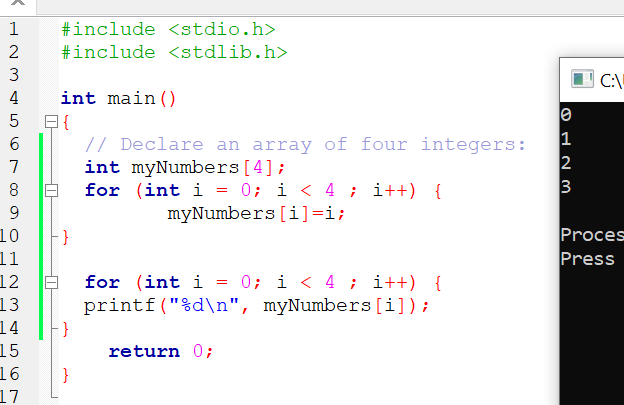 1 #include <stdio.h>
2 #include <stdlib.h>
3
4 int main()
5 {
6 // Declare an array of four integers:
7 int myNumbers[4];
8 for (int i = 0; i < 4 ; i++) {
9 myNumbers[i]=i;
10 }
11
12 for (int i = 0; i < 4 ; i++) {
13 printf("%d\n", myNumbers[i]);
14 }
15 return 0;
16 }
17
C:\
0
1
2
3
Proces
Press